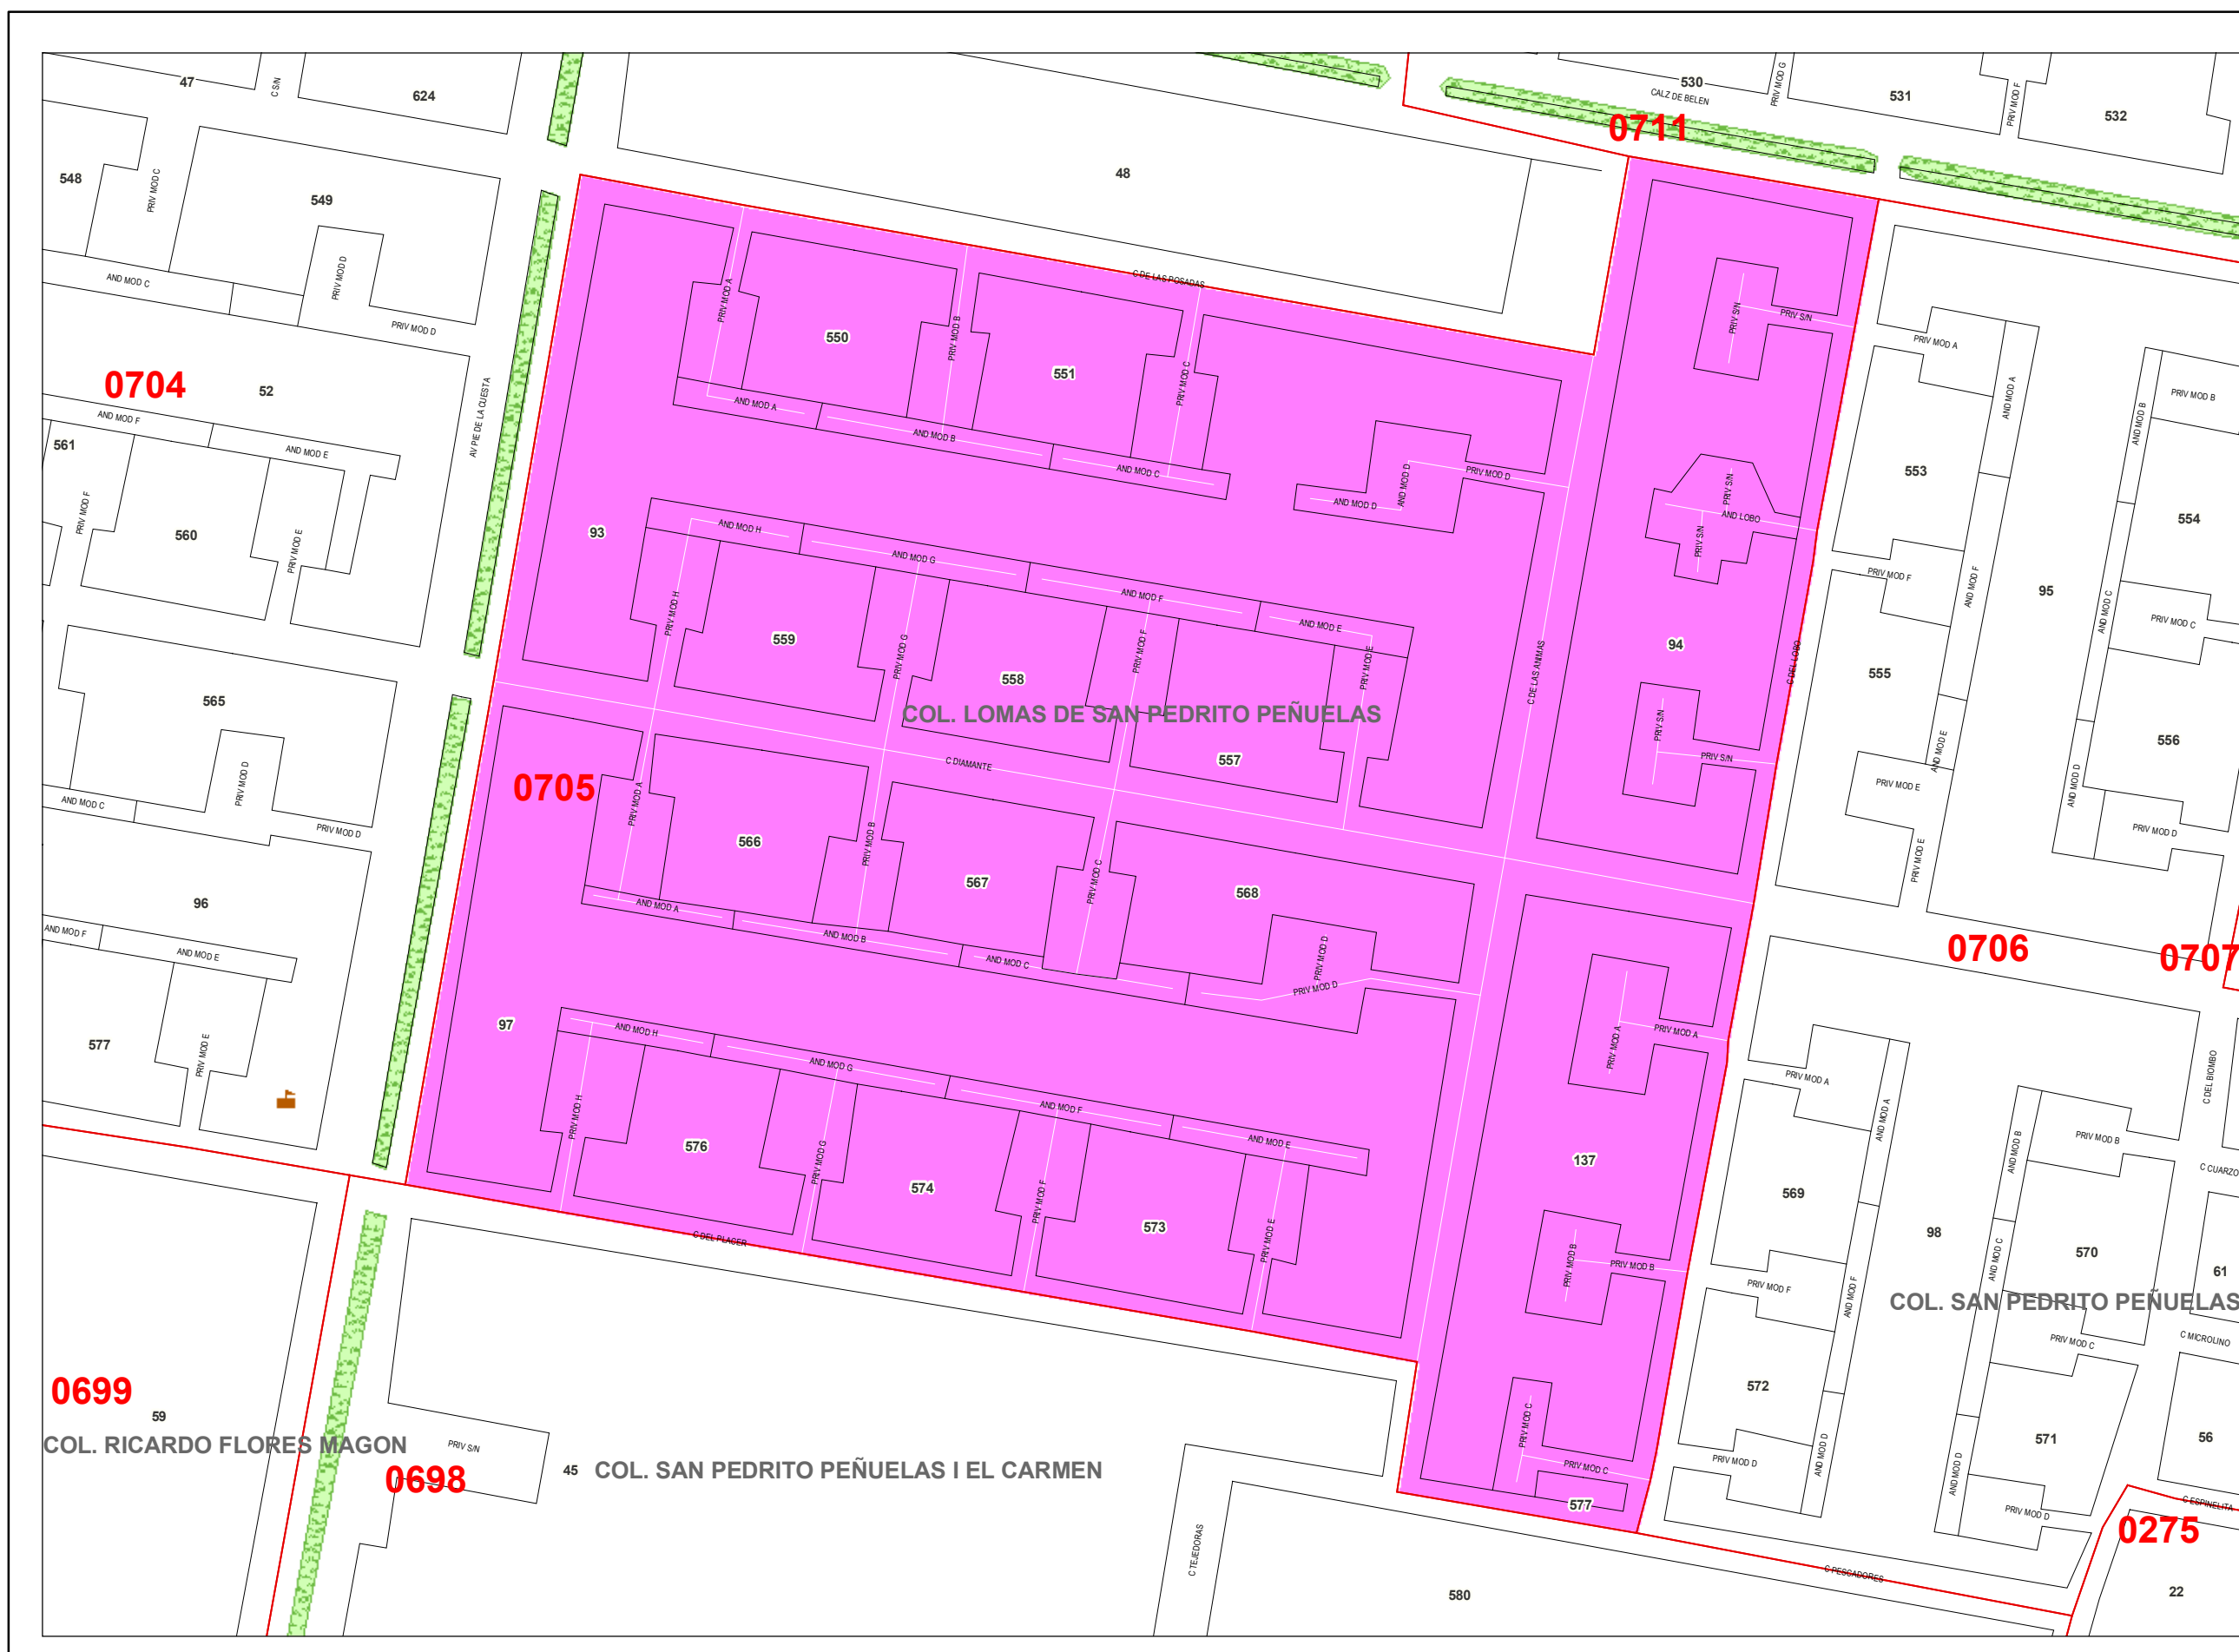 47
C S/N
624
530
CALZ DE BELEN
PRIV MOD G
531
PRIV MOD F
532
0711
548
PRIV MOD C
549
48
PRIV MOD D
AND MOD C
PRIV MOD D
C DE LAS POSADAS
PRIV MOD A
550
PRIV MOD B
551
PRIV MOD C
PRIV S/N
PRIV S/N
PRIV MOD A
0704
52
AV PIE DE LA CUESTA
AND MOD A
AND MOD B
AND MOD C
AND MOD D
AND MOD D
PRIV MOD D
AND MOD A
AND MOD B
PRIV MOD B
AND MOD F
AND MOD E
561
PRIV MOD F
560
PRIV MOD E
93
AND MOD H
AND MOD G
AND MOD F
AND MOD E
PRIV S/N
AND LOBO
PRIV S/N
553
554
PRIV MOD F
AND MOD F
95
AND MOD C
PRIV MOD C
PRIV MOD H
559
PRIV MOD G
558
PRIV MOD F
557
PRIV MOD E
C DE LAS ANIMAS
94
C DEL LOBO
555
556
565
PRIV MOD D
AND MOD C
PRIV MOD D
COL. LOMAS DE SAN PEDRITO PEÑUELAS
C DIAMANTE
PRIV S/N
PRIV S/N
AND MOD E
PRIV MOD E
AND MOD D
PRIV MOD D
PRIV MOD E
0705
PRIV MOD A
566
PRIV MOD B
567
PRIV MOD C
568
96
AND MOD F
AND MOD E
AND MOD A
AND MOD B
AND MOD C
PRIV MOD D
PRIV MOD D
0706
0707
97
577
PRIV MOD E
AND MOD H
AND MOD G
AND MOD F
AND MOD E
PRIV MOD A
PRIV MOD A
PRIV MOD A
AND MOD A
AND MOD B
PRIV MOD B
C DEL BIOMBO
C CUARZO
PRIV MOD H
576
PRIV MOD G
574
PRIV MOD F
573
PRIV MOD E
137
569
98
AND MOD C
570
61
C DEL PLACER
PRIV MOD B
PRIV MOD B
PRIV MOD F
AND MOD F
COL. SAN PEDRITO PEÑUELAS
PRIV MOD C
C MICROLINO
0699
59
COL. RICARDO FLORES MAGON
PRIV S/N
0698
45
COL. SAN PEDRITO PEÑUELAS I EL CARMEN
PRIV MOD C
PRIV MOD C
577
572
PRIV MOD D
AND MOD D
571
AND MOD D
PRIV MOD D
56
C ESPINELITA
0275
C TEJEDORAS
580
C PESCADORES
22